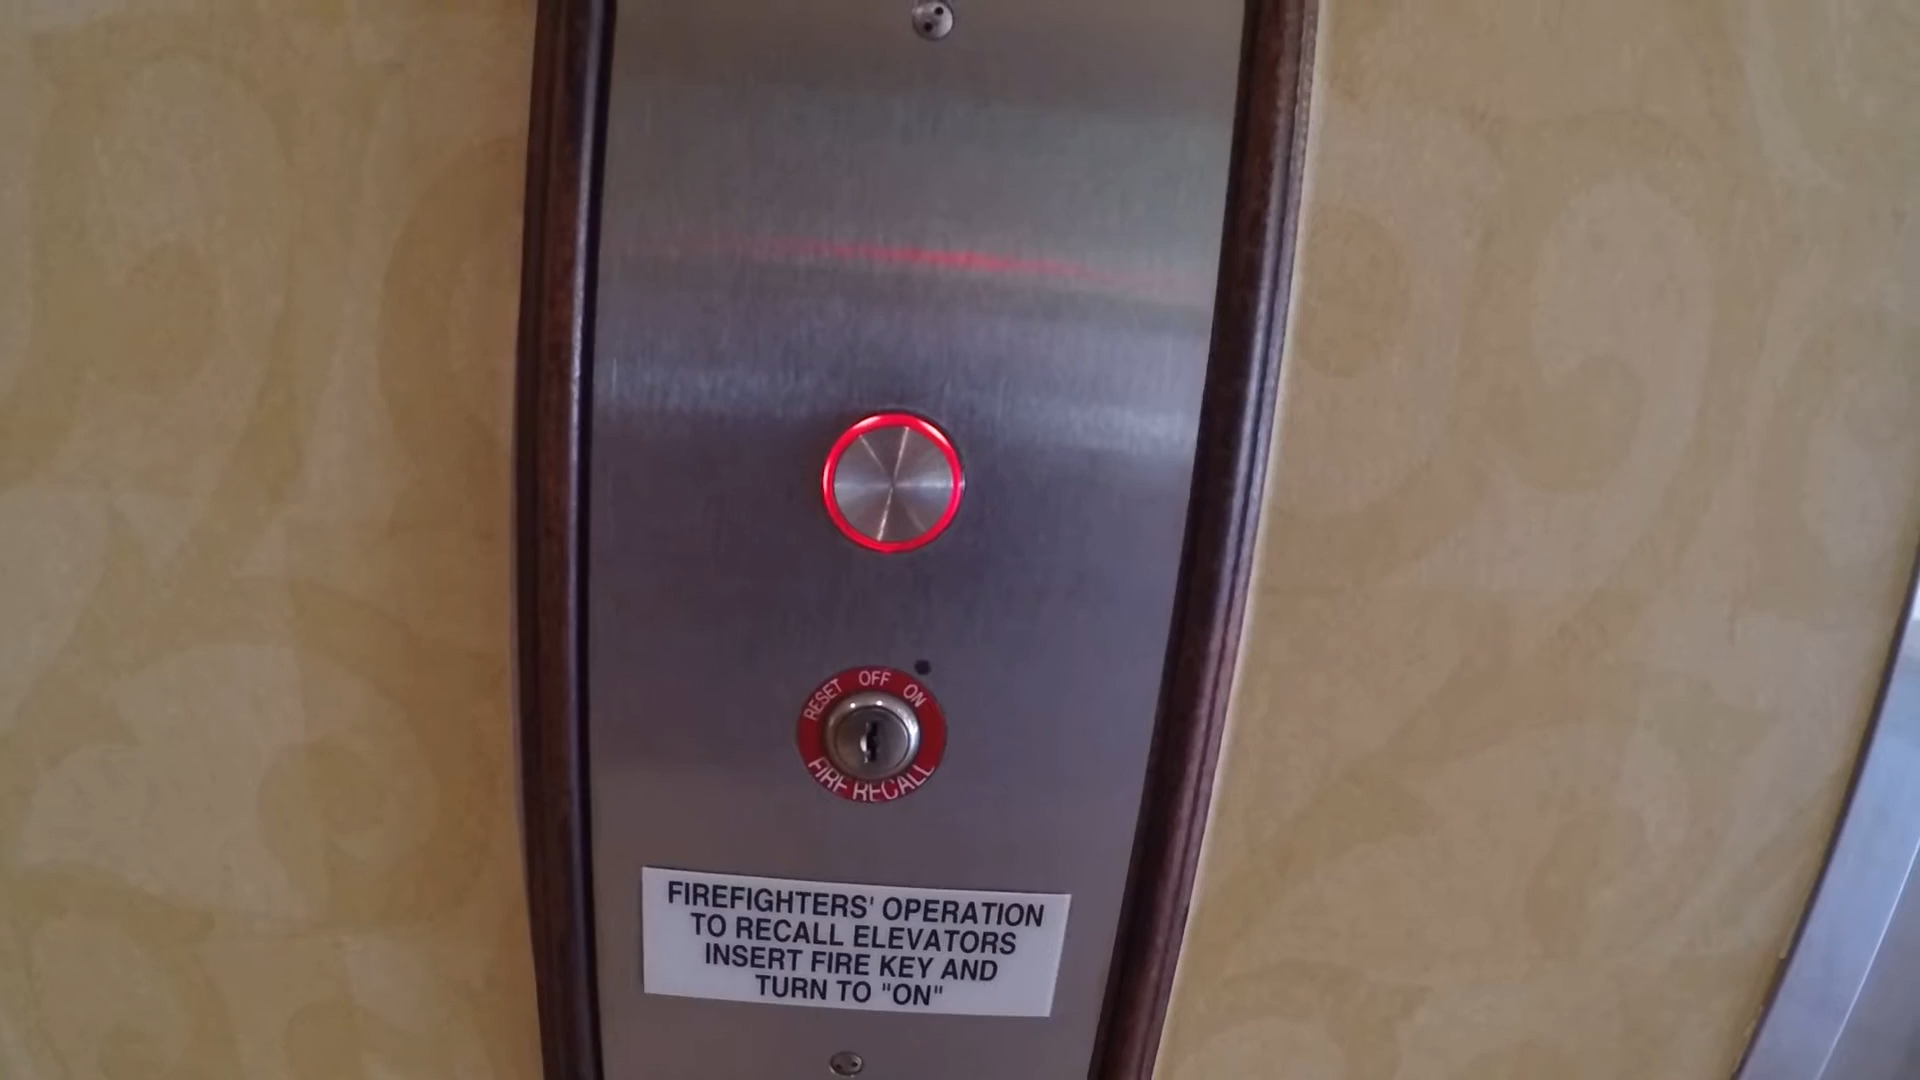 RESET OFF ON
FIRE RECALL
FIREFIGHTERS' OPERATION
TO RECALL ELEVATORS
INSERT FIRE KEY AND
TURN TO "ON"